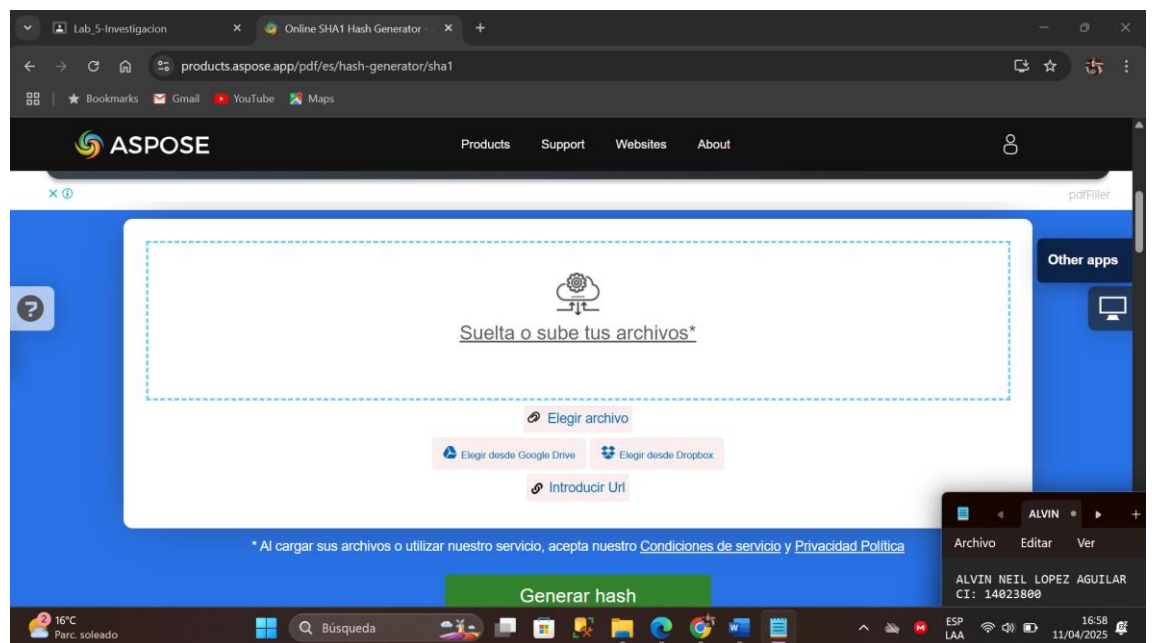 Lab_5-Investigacion
Online SHA1 Hash Generator -
products.aspose.app/pdf/es/hash-generator/sha1
Bookmarks Gmail YouTube Maps
ASPOSE Products Support Websites About
pdfFiller
Other apps
Suelta o sube tus archivos*
Elegir archivo
Elegir desde Google Drive Elegir desde Dropbox
Introducir Url
* Al cargar sus archivos o utilizar nuestro servicio, acepta nuestro Condiciones de servicio y Privacidad Política
Generar hash
ALVIN
Archivo Editar Ver
ALVIN NEIL LOPEZ AGUILAR
CI: 14023800
2 16°C
Parc. soleado
Búsqueda
ESP
LAA
16:58
11/04/2025